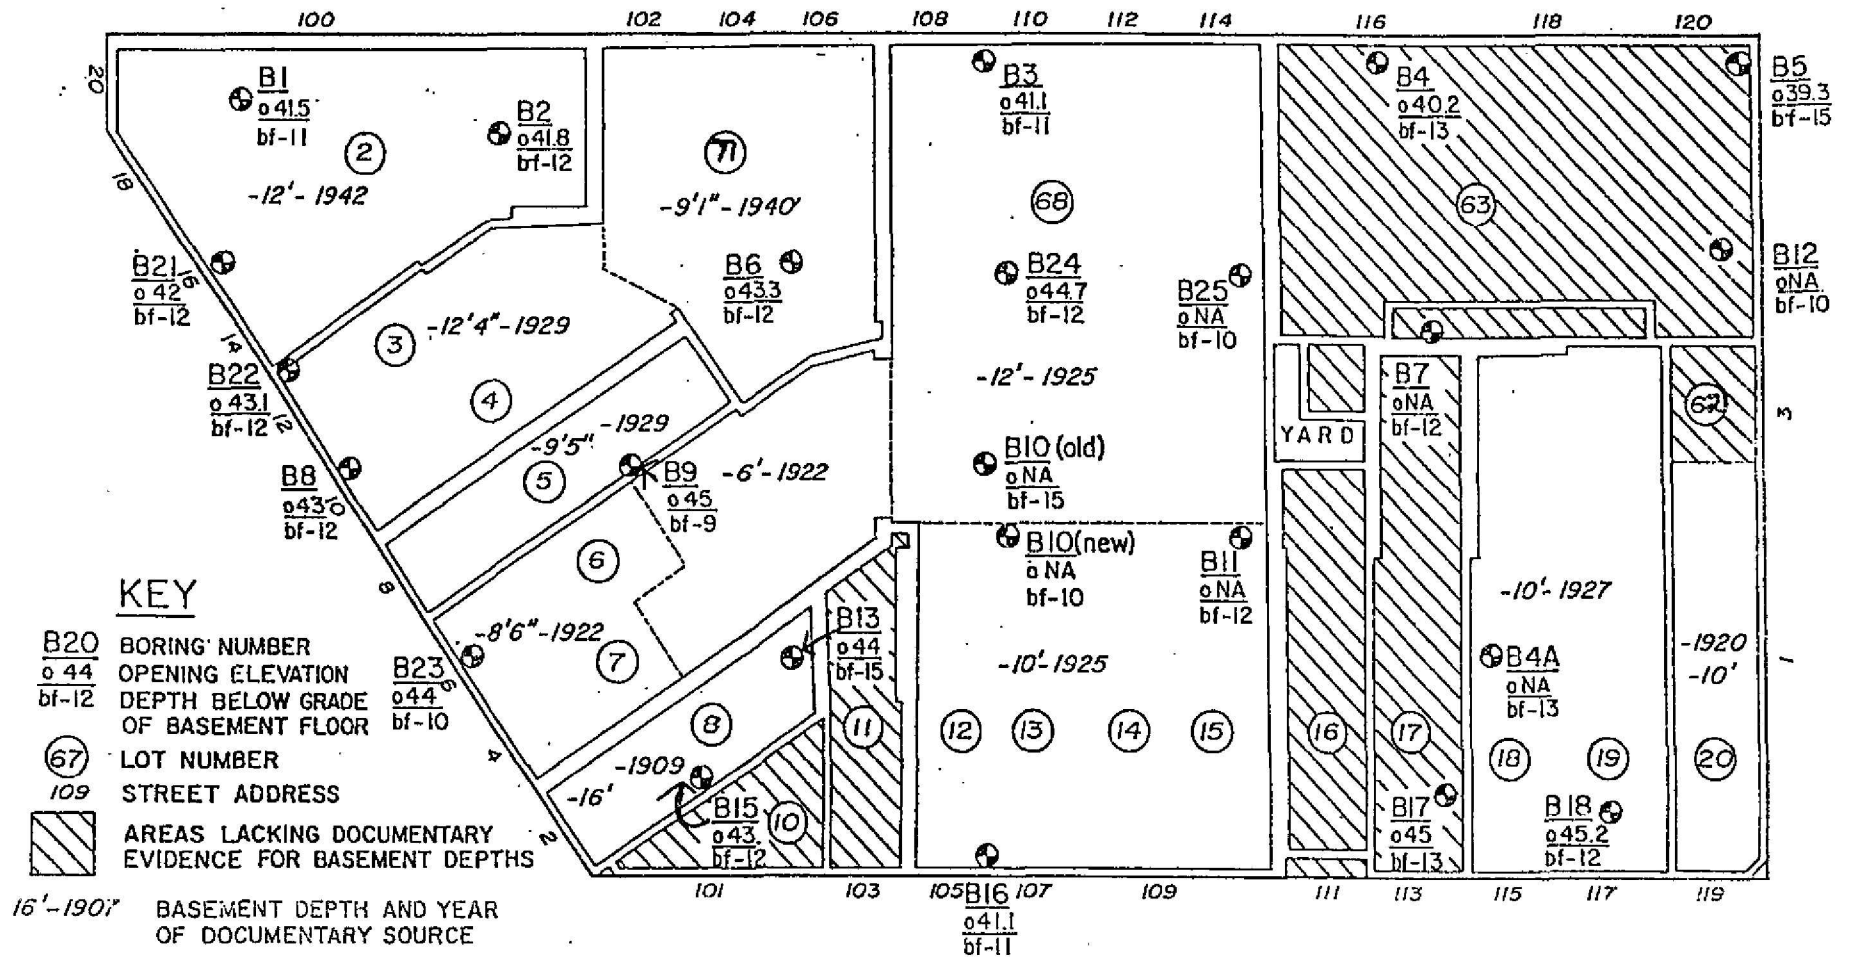 100 102 104 106 108 110 112 114 116 118 120
20
B1
o 41.5
bf-11
B2
o 41.8
bf-12
2
-12' - 1942
71
-9'1" - 1940
B3
o 41.1
bf-11
68
B4
o 40.2
bf-13
63
B5
o 39.3
bf-15
18
B21
o 42
bf-12
16
B6
o 43.3
bf-12
B24
o 44.7
bf-12
B25
o NA
bf-10
B12
o NA
bf-10
14
3
-12'4" - 1929
4
B22
o 43.1
bf-12
12
-12' - 1925
B7
o NA
bf-12
67
3
YARD
5
-9'5" - 1929
B8
o 43
bf-12
10
B9
o 45
bf-9
-6' - 1922
B10 (old)
o NA
bf-15
B10 (new)
o NA
bf-10
B11
o NA
bf-12
6
8
-8'6" - 1922
7
B13
o 44
bf-15
-10' - 1925
-10' - 1927
B4A
o NA
bf-13
-1920
-10'
1
B23
o 44
bf-10
6
8
11
12
13
14
15
16
17
18
19
20
4
-1909
-16'
B15
o 43
bf-12
10
B17
o 45
bf-13
B18
o 45.2
bf-12
2
101 103 105 107 109 111 113 115 117 119
B16
o 41.1
bf-11
KEY
B20 BORING NUMBER
o 44 OPENING ELEVATION
bf-12 DEPTH BELOW GRADE
OF BASEMENT FLOOR
67 LOT NUMBER
109 STREET ADDRESS
AREAS LACKING DOCUMENTARY
EVIDENCE FOR BASEMENT DEPTHS
16' - 1907 BASEMENT DEPTH AND YEAR
OF DOCUMENTARY SOURCE